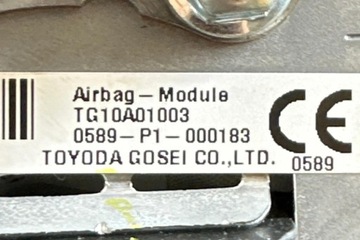 Airbag-Module
TG10A01003
0589-P1-000183
TOYODA GOSEI CO.,LTD.
CE
0589